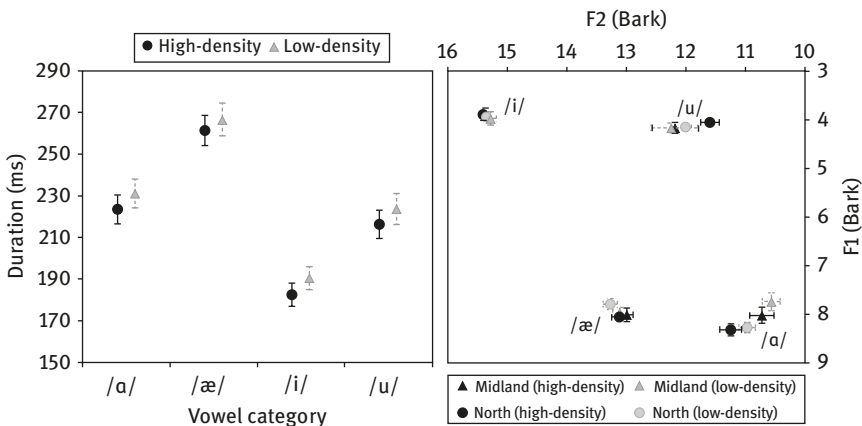 High-density Low-density
290
270
250
230
210
190
170
150
Duration (ms)
/ɑ/ /æ/ /i/ /u/
Vowel category
F2 (Bark)
16 15 13 12 11 10
3
4
5
6
7
8
9
F1 (Bark)
/i/
/u/
/æ/
/ɑ/
Midland (high-density) Midland (low-density)
North (high-density) North (low-density)